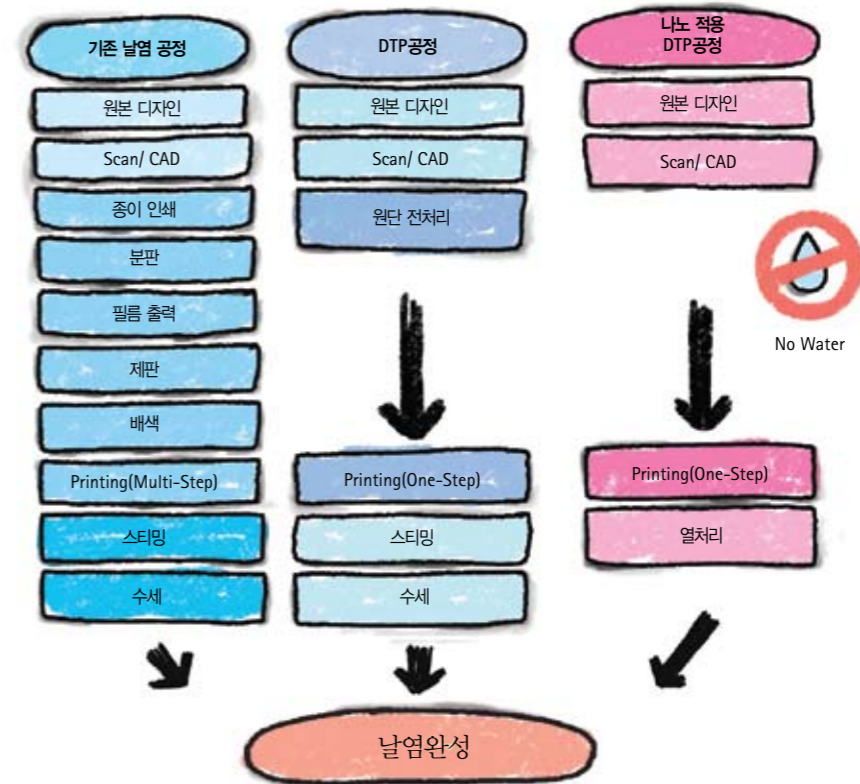 기존 날염 공정
원본 디자인
Scan/ CAD
종이 인쇄
분판
필름 출력
제판
배색
Printing(Multi-Step)
스티밍
수세
DTP공정
원본 디자인
Scan/ CAD
원단 전처리
Printing(One-Step)
스티밍
수세
나노 적용
DTP공정
원본 디자인
Scan/ CAD
No Water
Printing(One-Step)
열처리
날염완성